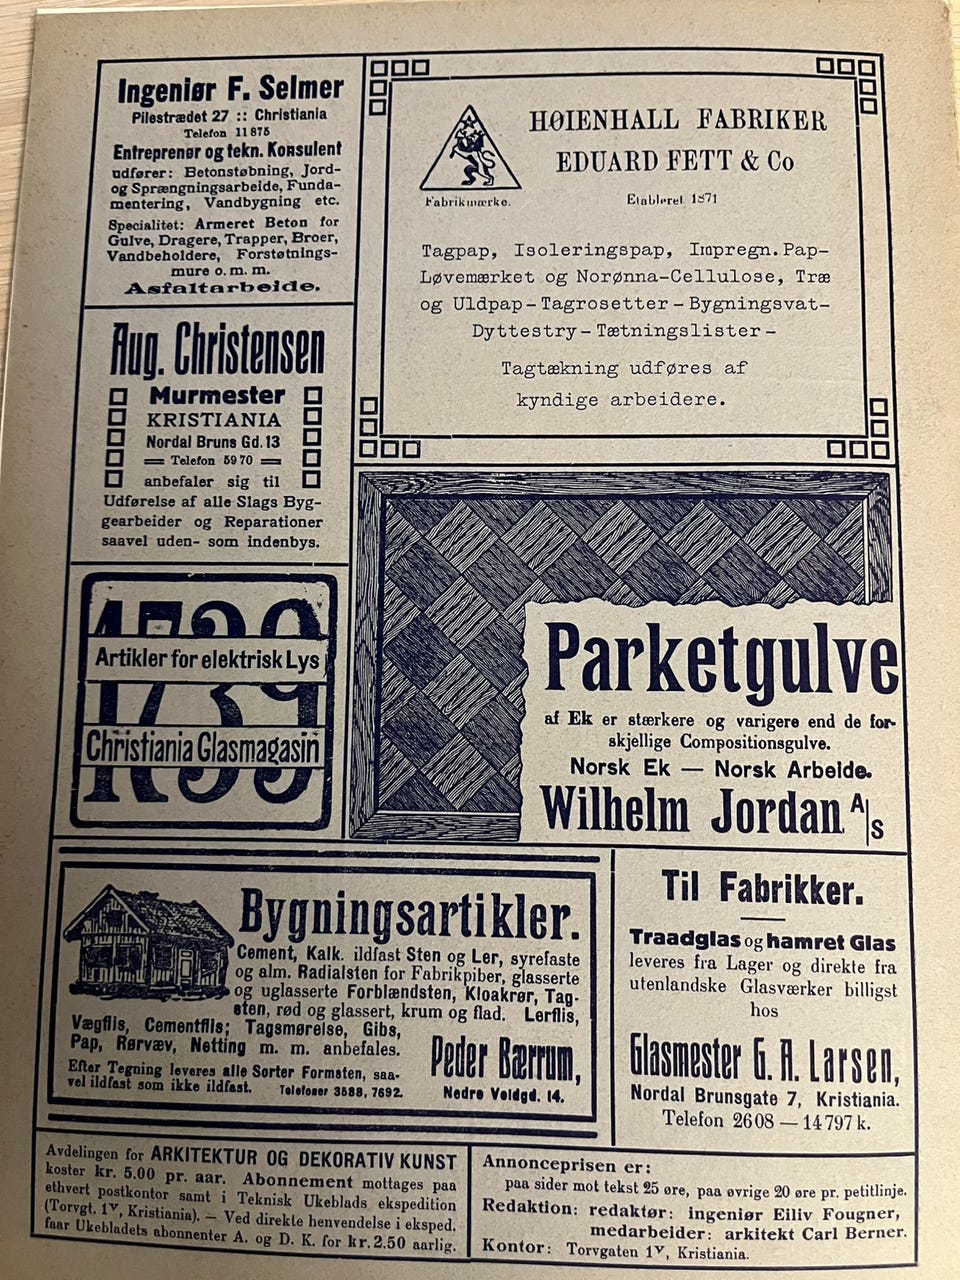 Ingeniør F. Selmer
Pilestrædet 27 :: Christiania
Telefon 11 875
Entreprenør og tekn. Konsulent
udfører: Betonstøbning, Jord-
og Sprængningsarbeide, Funda-
mentering, Vandbygning etc.
Specialitet: Armeret Beton for
Gulve, Dragere, Trapper, Broer,
Vandbeholdere, Forstøtnings-
mure o. m. m.
Asfaltarbeide.
HØIENHALL FABRIKER
EDUARD FETT & Co
Fabrikmærke.
Etableret 1871
Tagpap, Isoleringspap, Impregn. Pap-
Løvemærket og Norønna-Cellulose, Træ
og Uldpap - Tagrosetter - Bygningsvat-
Dyttestry - Tætningslister -
Tagtækning udføres af
kyndige arbeidere.
Aug. Christensen
Murmester
KRISTIANIA
Nordal Bruns Gd. 13
Telefon 5970
anbefaler sig til
Udførelse af alle Slags Byg-
gearbeider og Reparationer
saavel uden- som indenbys.
1739
Artikler for elektrisk Lys
1739
Christiania Glasmagasin
Parketgulve
af Ek er stærkere og varigere end de for-
skjellige Compositionsgulve.
Norsk Ek — Norsk Arbeide.
Wilhelm Jordan A/S
Bygningsartikler.
Cement, Kalk. ildfast Sten og Ler, syrefaste
og alm. Radialsten for Fabrikpiber, glasserte
og uglasserte Forblændsten, Kloakrør, Tag-
sten, rød og glassert, krum og flad. Lerflis,
Vægflis, Cementflis; Tagsmørelse, Gibs,
Pap, Rørvæv, Netting m. m. anbefales.
Efter Tegning leveres alle Sorter Formsten, saa-
vel ildfast som ikke ildfast. Telefoner 3588, 7692.
Peder Bærrum,
Nedre Voldgd. 14.
Til Fabrikker.
Traadglas og hamret Glas
leveres fra Lager og direkte fra
utenlandske Glasværker billigst
hos
Glasmester G. A. Larsen,
Nordal Brunsgate 7, Kristiania.
Telefon 2608 — 14797 k.
Avdelingen for ARKITEKTUR OG DEKORATIV KUNST
koster kr. 5.00 pr. aar. Abonnement mottages paa
ethvert postkontor samt i Teknisk Ukeblads ekspedition
(Torvgt. 1V, Kristiania). — Ved direkte henvendelse i eksped.
faar Ukebladets abonnenter A. og D. K. for kr. 2.50 aarlig.
Annonceprisen er:
paa sider mot tekst 25 øre, paa øvrige 20 øre pr. petitlinje.
Redaktion: redaktør: ingeniør Eiliv Fougner,
medarbeider: arkitekt Carl Berner.
Kontor: Torvgaten 1V, Kristiania.